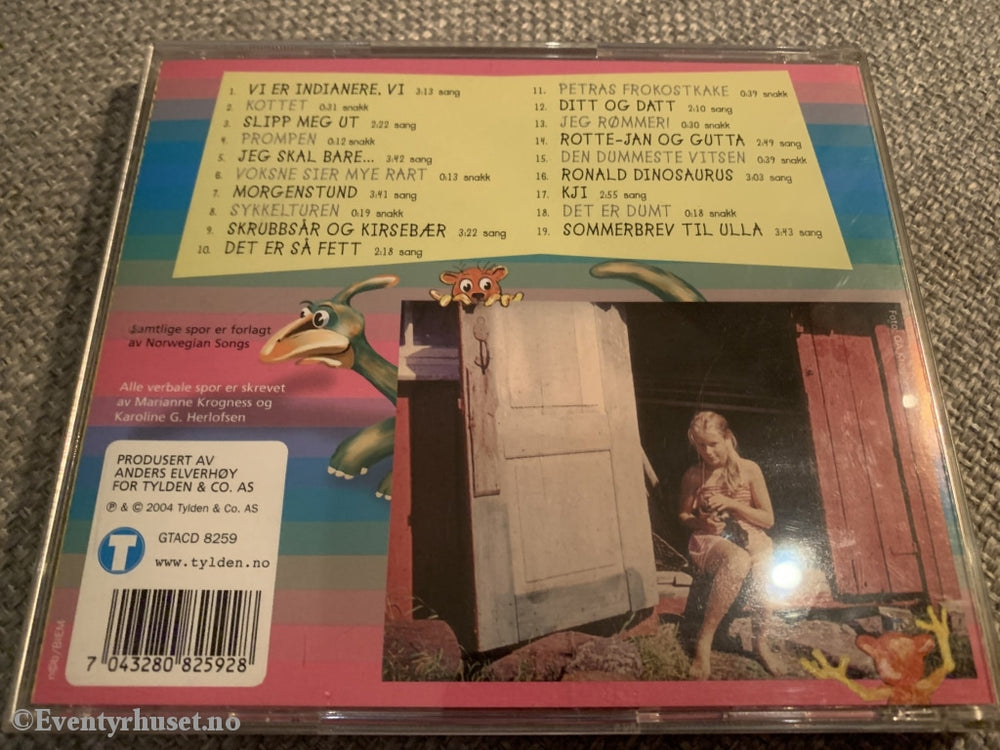 1. VI ER INDIANERE, VI 3:13 sang
2. KOTTET 0:31 snakk
3. SLIPP MEG UT 2:22 sang
4. PROMPEN 0:12 snakk
5. JEG SKAL BARE... 3:42 sang
6. VOKSNE SIER MYE RART 0:13 snakk
7. MORGENSTUND 3:41 sang
8. SYKKELTUREN 0:19 snakk
9. SKRUBBSÅR OG KIRSEBÆR 3:22 sang
10. DET ER SÅ FETT 2:18 sang
11. PETRAS FROKOSTKAKE 0:39 snakk
12. DITT OG DATT 2:10 sang
13. JEG RØMMER! 0:30 snakk
14. ROTTE-JAN OG GUTTA 2:49 sang
15. DEN DUMMESTE VITSEN 0:39 snakk
16. RONALD DINOSAURUS 3:03 sang
17. KJI 2:55 sang
18. DET ER DUMT 0:18 snakk
19. SOMMERBREV TIL ULLA 3:43 sang
Samtlige spor er forlagt
av Norwegian Songs
Alle verbale spor er skrevet
av Marianne Krogness og
Karoline G. Herlofsen
PRODUSERT AV
ANDERS ELVERHØY
FOR TYLDEN & CO. AS
℗ & © 2004 Tylden & Co. AS
T
GTACD 8259
www.tylden.no
7 043280 825928
ncb/BIEM
©Eventyrhuset.no